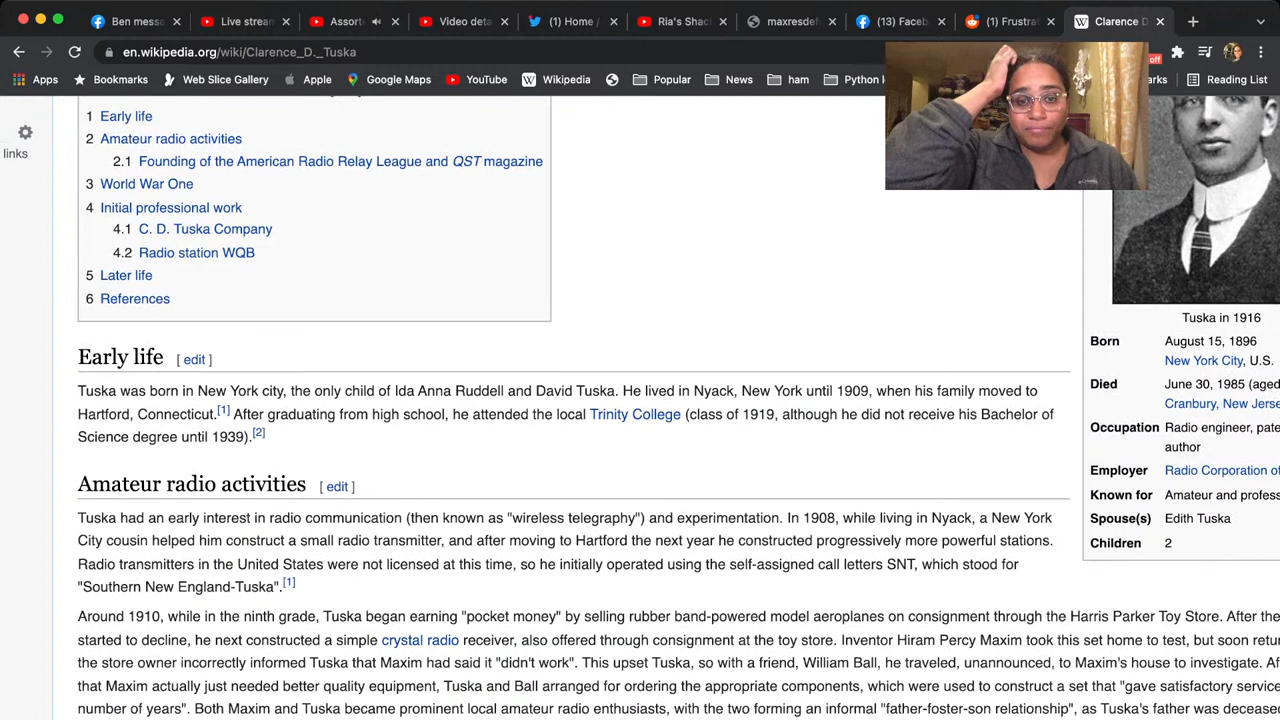 Ben mess
Live strean
Assort
Video deta
(1) Home /
Ria's Shaci
maxresdef
(13) Faceb
(1) Frustrat
Clarence D
en.wikipedia.org/wiki/Clarence_D._Tuska
off
Apps
Bookmarks
Web Slice Gallery
Apple
Google Maps
YouTube
Wikipedia
Popular
News
ham
Python l
arks
Reading List
links
1 Early life
2 Amateur radio activities
2.1 Founding of the American Radio Relay League and QST magazine
3 World War One
4 Initial professional work
4.1 C. D. Tuska Company
4.2 Radio station WQB
5 Later life
6 References
Early life [ edit ]
Tuska was born in New York city, the only child of Ida Anna Ruddell and David Tuska. He lived in Nyack, New York until 1909, when his family moved to
Hartford, Connecticut.[1] After graduating from high school, he attended the local Trinity College (class of 1919, although he did not receive his Bachelor of
Science degree until 1939).[2]
Amateur radio activities [ edit ]
Tuska had an early interest in radio communication (then known as "wireless telegraphy") and experimentation. In 1908, while living in Nyack, a New York
City cousin helped him construct a small radio transmitter, and after moving to Hartford the next year he constructed progressively more powerful stations.
Radio transmitters in the United States were not licensed at this time, so he initially operated using the self-assigned call letters SNT, which stood for
"Southern New England-Tuska".[1]
Around 1910, while in the ninth grade, Tuska began earning "pocket money" by selling rubber band-powered model aeroplanes on consignment through the Harris Parker Toy Store. After the
started to decline, he next constructed a simple crystal radio receiver, also offered through consignment at the toy store. Inventor Hiram Percy Maxim took this set home to test, but soon retu
the store owner incorrectly informed Tuska that Maxim had said it "didn't work". This upset Tuska, so with a friend, William Ball, he traveled, unannounced, to Maxim's house to investigate. Af
that Maxim actually just needed better quality equipment, Tuska and Ball arranged for ordering the appropriate components, which were used to construct a set that "gave satisfactory service
number of years". Both Maxim and Tuska became prominent local amateur radio enthusiasts, with the two forming an informal "father-foster-son relationship", as Tuska's father was deceased
Tuska in 1916
Born August 15, 1896
New York City, U.S.
Died June 30, 1985 (aged
Cranbury, New Jerse
Occupation Radio engineer, pate
author
Employer Radio Corporation of
Known for Amateur and profess
Spouse(s) Edith Tuska
Children 2